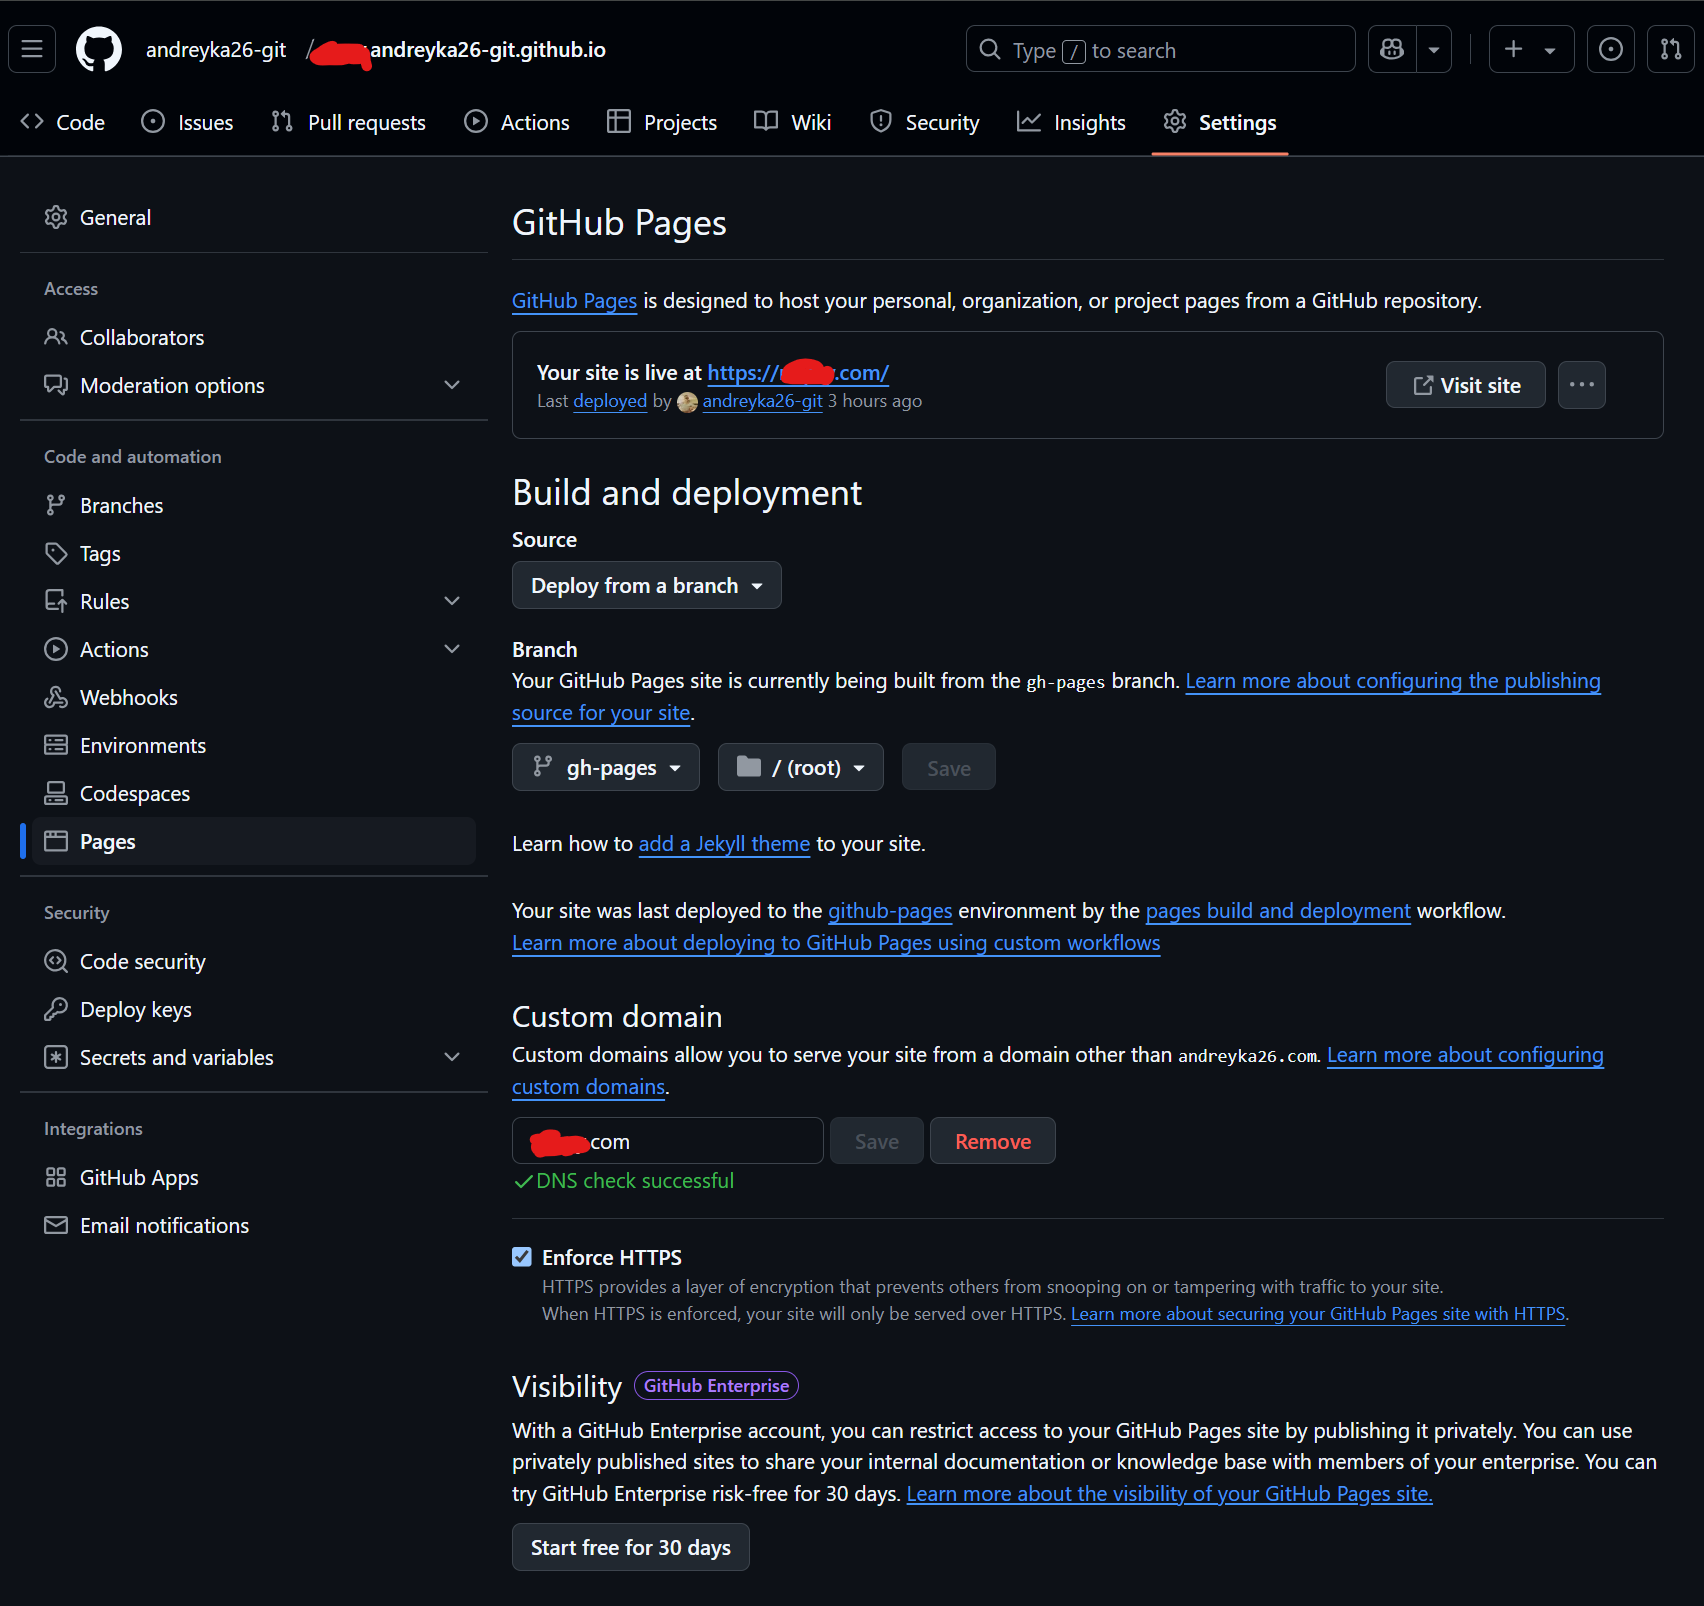 andreyka26-git / andreyka26-git.github.io
Type / to search
Code
Issues
Pull requests
Actions
Projects
Wiki
Security
Insights
Settings
General
Access
Collaborators
Moderation options
Code and automation
Branches
Tags
Rules
Actions
Webhooks
Environments
Codespaces
Pages
Security
Code security
Deploy keys
Secrets and variables
Integrations
GitHub Apps
Email notifications
GitHub Pages
GitHub Pages is designed to host your personal, organization, or project pages from a GitHub repository.
Your site is live at https:// .com/
Last deployed by andreyka26-git 3 hours ago
Visit site
Build and deployment
Source
Deploy from a branch
Branch
Your GitHub Pages site is currently being built from the gh-pages branch. Learn more about configuring the publishing
source for your site.
gh-pages
/ (root)
Save
Learn how to add a Jekyll theme to your site.
Your site was last deployed to the github-pages environment by the pages build and deployment workflow.
Learn more about deploying to GitHub Pages using custom workflows
Custom domain
Custom domains allow you to serve your site from a domain other than andreyka26.com. Learn more about configuring
custom domains.
.com
Save
Remove
DNS check successful
Enforce HTTPS
HTTPS provides a layer of encryption that prevents others from snooping on or tampering with traffic to your site.
When HTTPS is enforced, your site will only be served over HTTPS. Learn more about securing your GitHub Pages site with HTTPS.
Visibility
GitHub Enterprise
With a GitHub Enterprise account, you can restrict access to your GitHub Pages site by publishing it privately. You can use
privately published sites to share your internal documentation or knowledge base with members of your enterprise. You can
try GitHub Enterprise risk-free for 30 days. Learn more about the visibility of your GitHub Pages site.
Start free for 30 days